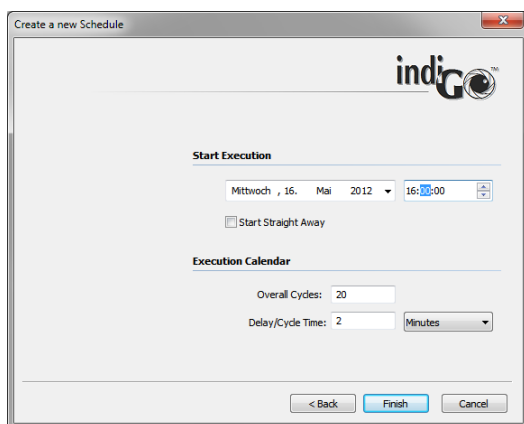 Create a new Schedule
indiGo™
Start Execution
Mittwoch , 16. Mai 2012 16:00:00
Start Straight Away
Execution Calendar
Overall Cycles: 20
Delay/Cycle Time: 2 Minutes
< Back Finish Cancel